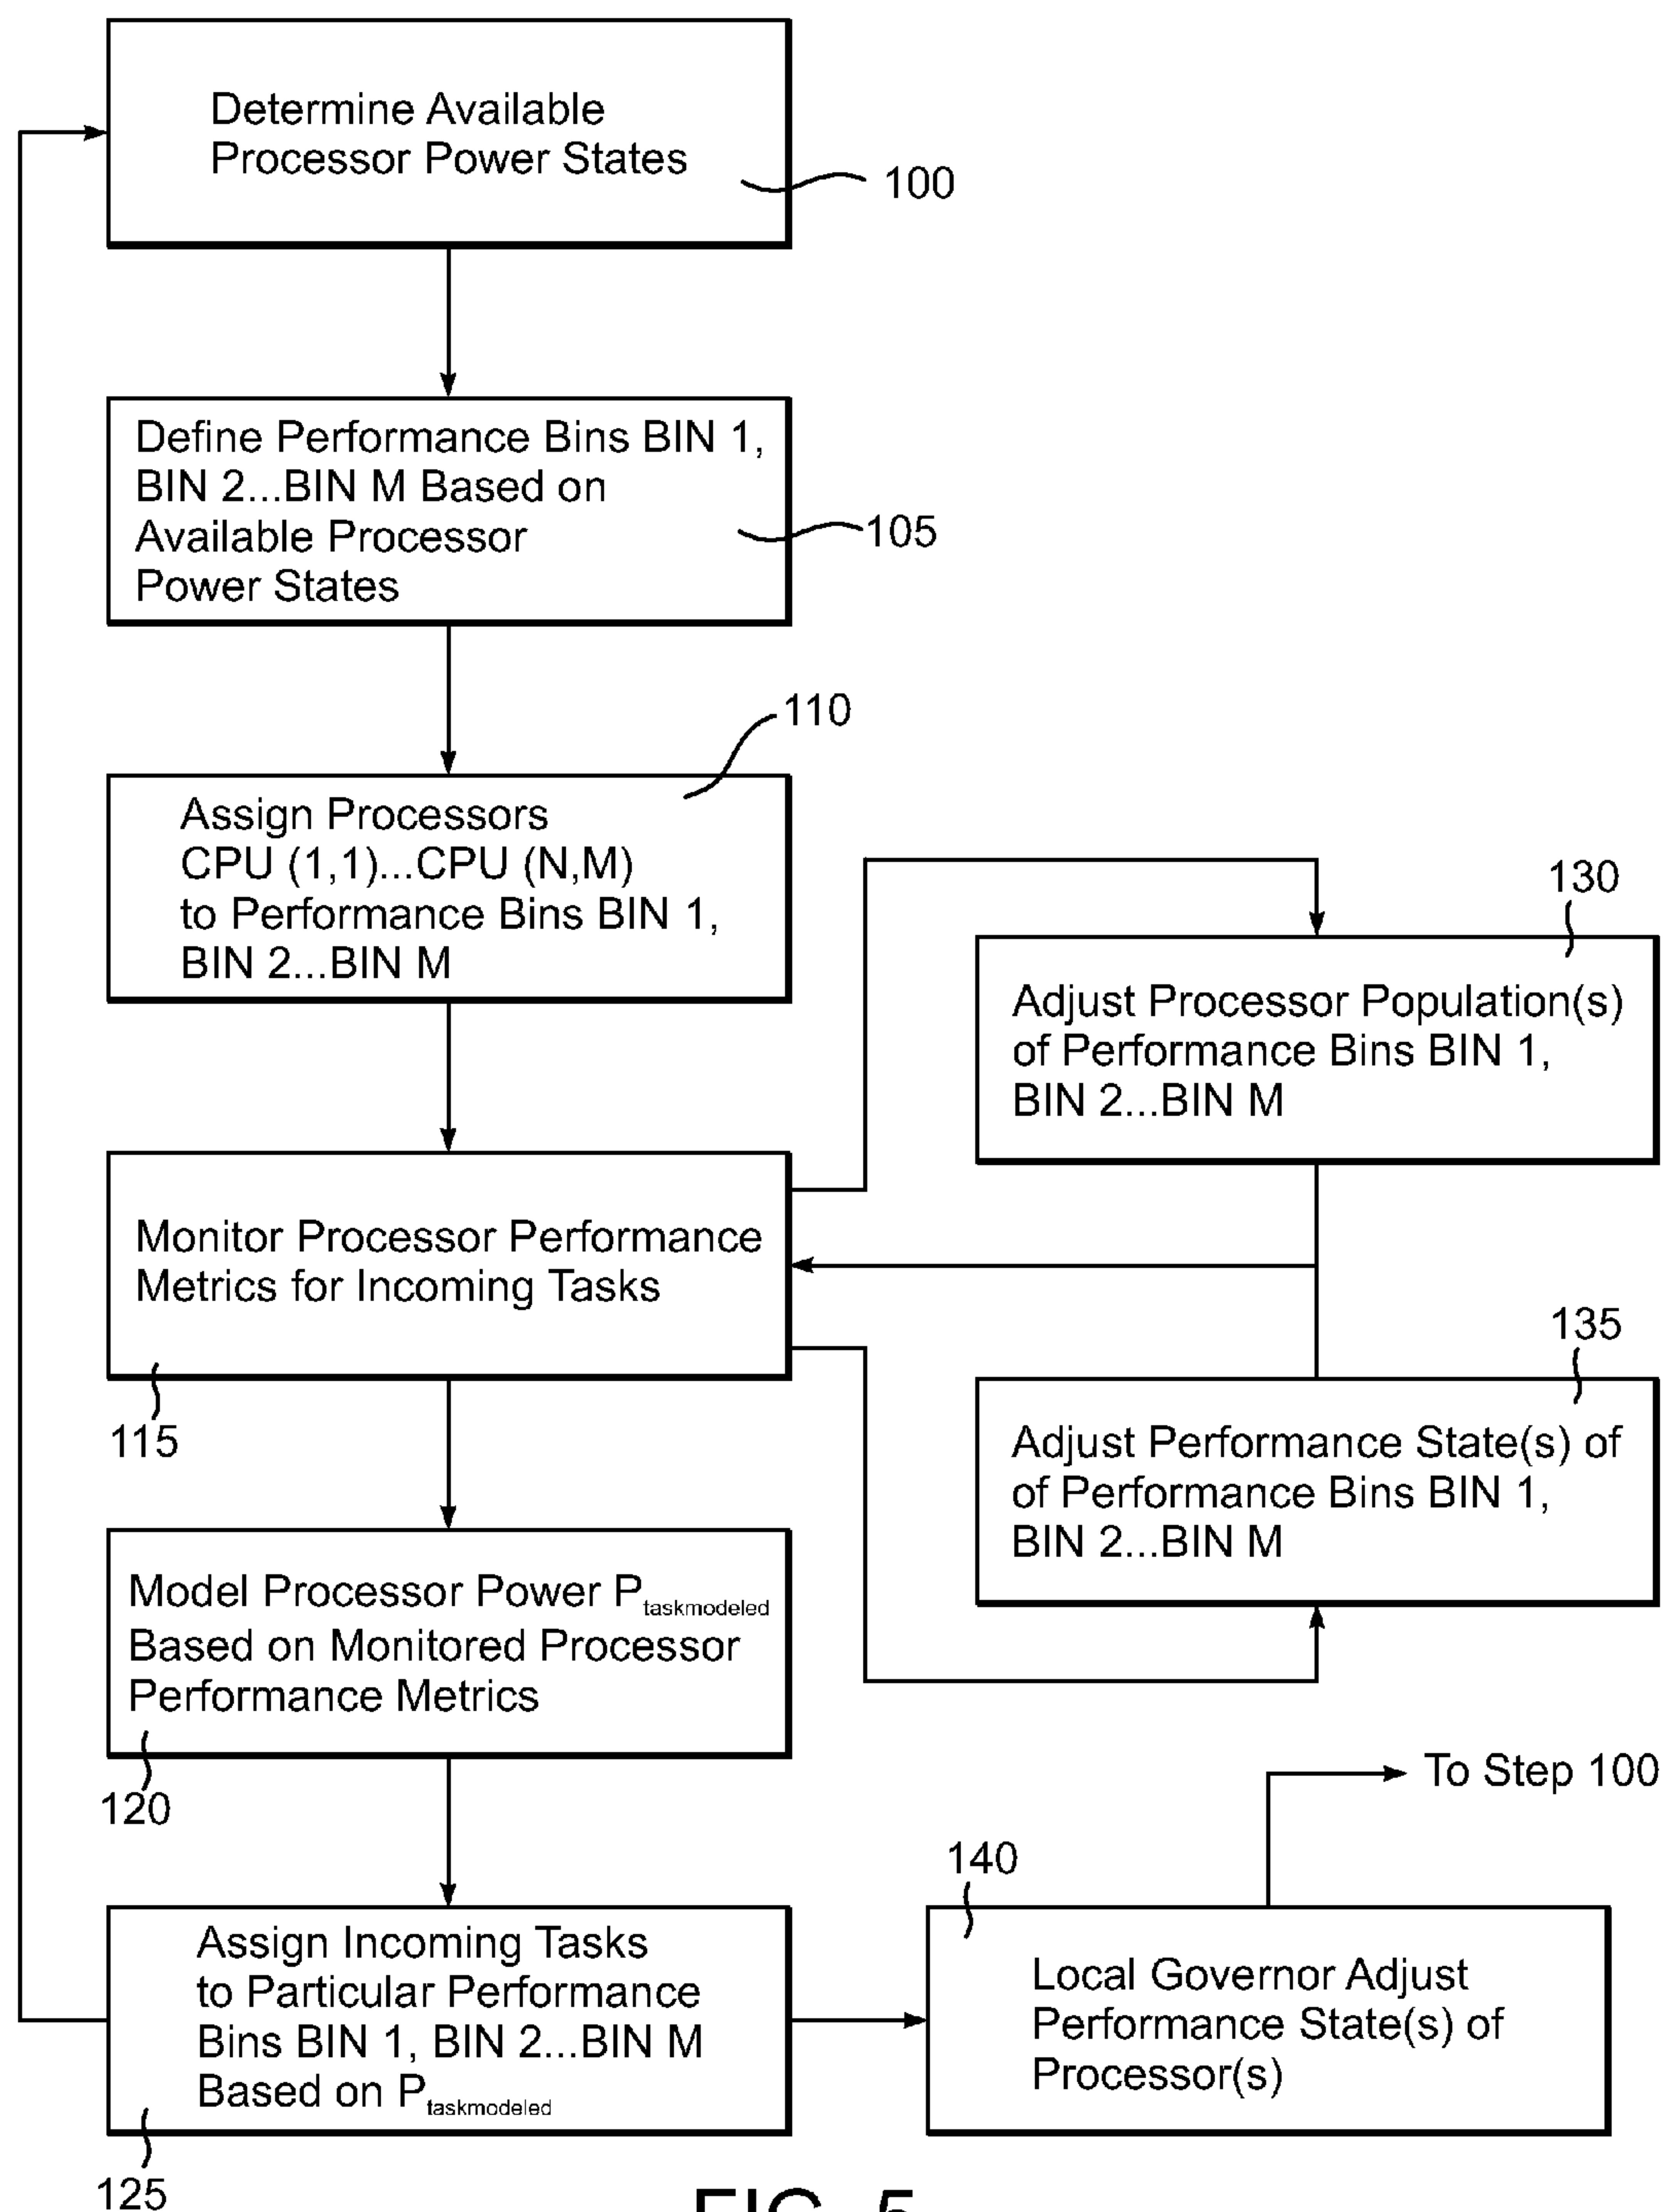 Determine Available
Processor Power States
100
Define Performance Bins BIN 1,
BIN 2...BIN M Based on
Available Processor
Power States
105
110
Assign Processors
CPU (1,1)...CPU (N,M)
to Performance Bins BIN 1,
BIN 2...BIN M
130
Adjust Processor Population(s)
of Performance Bins BIN 1,
BIN 2...BIN M
Monitor Processor Performance
Metrics for Incoming Tasks
115
135
Adjust Performance State(s) of
of Performance Bins BIN 1,
BIN 2...BIN M
Model Processor Power Ptaskmodeled
Based on Monitored Processor
Performance Metrics
120
To Step 100
140
Assign Incoming Tasks
to Particular Performance
Bins BIN 1, BIN 2...BIN M
Based on Ptaskmodeled
125
Local Governor Adjust
Performance State(s) of
Processor(s)
FIG. 5